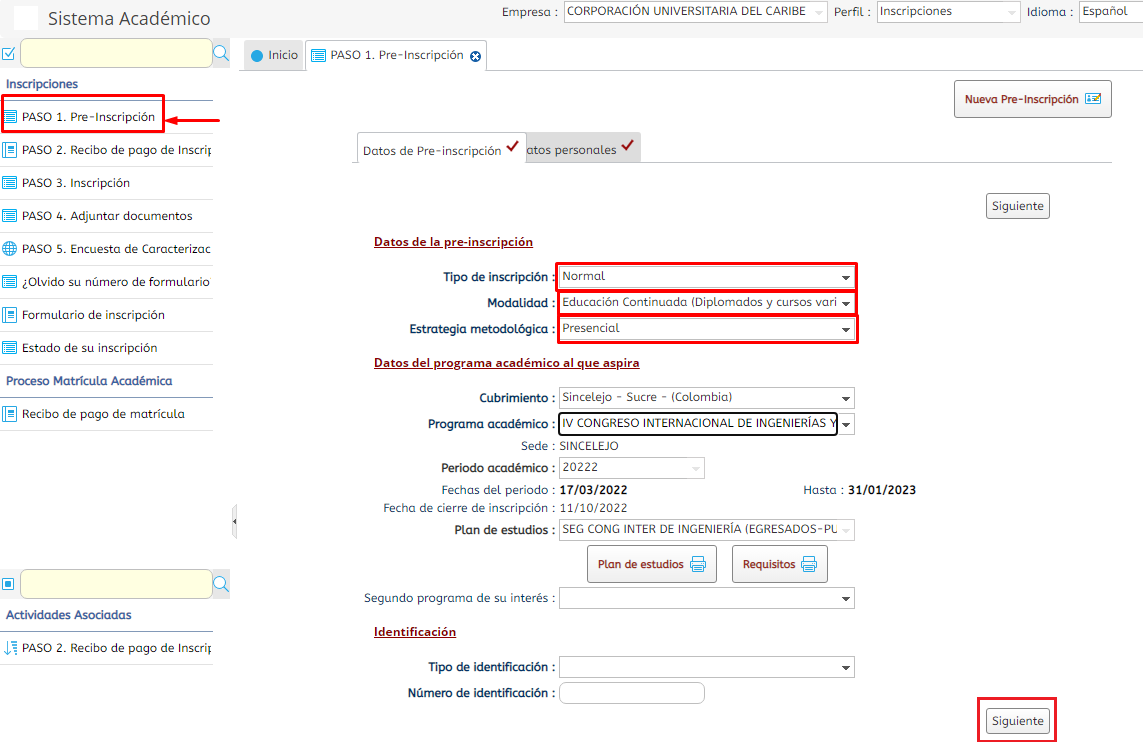 Sistema Académico
Empresa : CORPORACIÓN UNIVERSITARIA DEL CARIBE Perfil : Inscripciones Idioma : Español
Inicio PASO 1. Pre-Inscripción
Inscripciones
PASO 1. Pre-Inscripción
PASO 2. Recibo de pago de Inscrip
PASO 3. Inscripción
PASO 4. Adjuntar documentos
PASO 5. Encuesta de Caracterizac
¿Olvido su número de formulario
Formulario de inscripción
Estado de su inscripción
Proceso Matrícula Académica
Recibo de pago de matrícula
Actividades Asociadas
PASO 2. Recibo de pago de Inscrip
Nueva Pre-Inscripción
Datos de Pre-inscripción atos personales
Siguiente
Datos de la pre-inscripción
Tipo de inscripción : Normal
Modalidad : Educación Continuada (Diplomados y cursos vari
Estrategia metodológica : Presencial
Datos del programa académico al que aspira
Cubrimiento : Sincelejo - Sucre - (Colombia)
Programa académico : IV CONGRESO INTERNACIONAL DE INGENIERÍAS Y
Sede : SINCELEJO
Periodo académico : 20222
Fechas del periodo : 17/03/2022 Hasta : 31/01/2023
Fecha de cierre de inscripción : 11/10/2022
Plan de estudios : SEG CONG INTER DE INGENIERÍA (EGRESADOS-PU
Plan de estudios Requisitos
Segundo programa de su interés :
Identificación
Tipo de identificación :
Número de identificación :
Siguiente